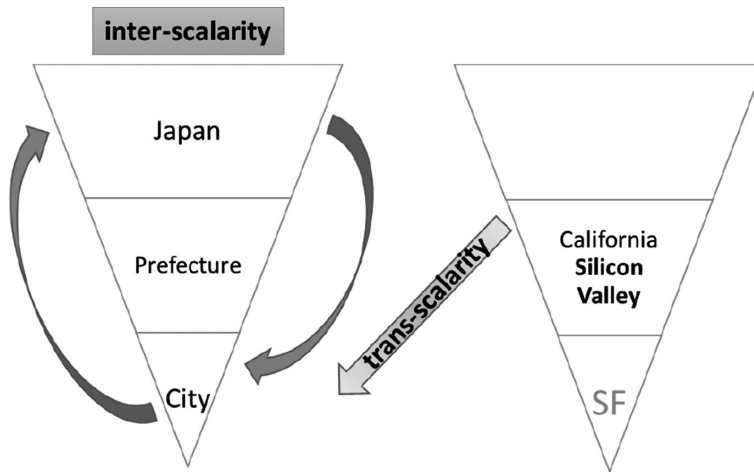 inter-scalarity
Japan
Prefecture
City
trans-scalarity
California
Silicon
Valley
SF